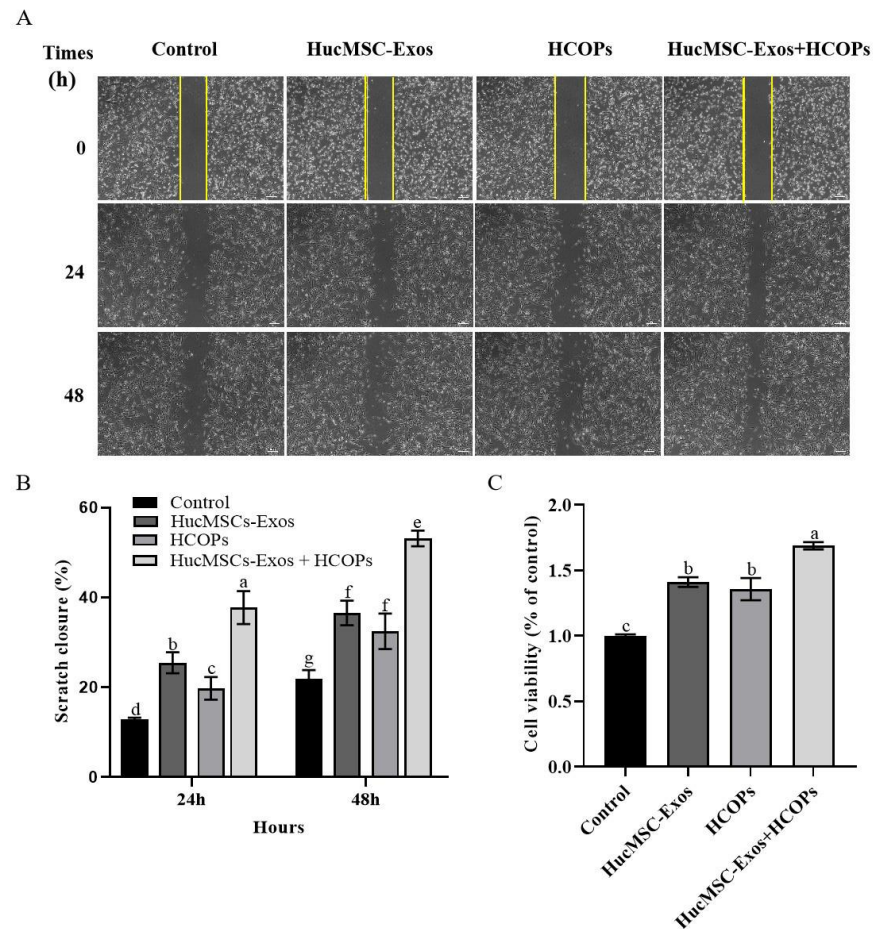 A
Times (h)
Control
HucMSC-Exos
HCOPs
HucMSC-Exos+HCOPs
0
24
48
B
Control
HucMSCs-Exos
HCOPs
HucMSCs-Exos + HCOPs
Scratch closure (%)
60
40
20
0
d
b
c
a
g
f
f
e
24h
48h
Hours
C
Cell viability (% of control)
2.0
1.5
1.0
0.5
0.0
c
b
b
a
Control
HucMSC-Exos
HCOPs
HucMSC-Exos+HCOPs